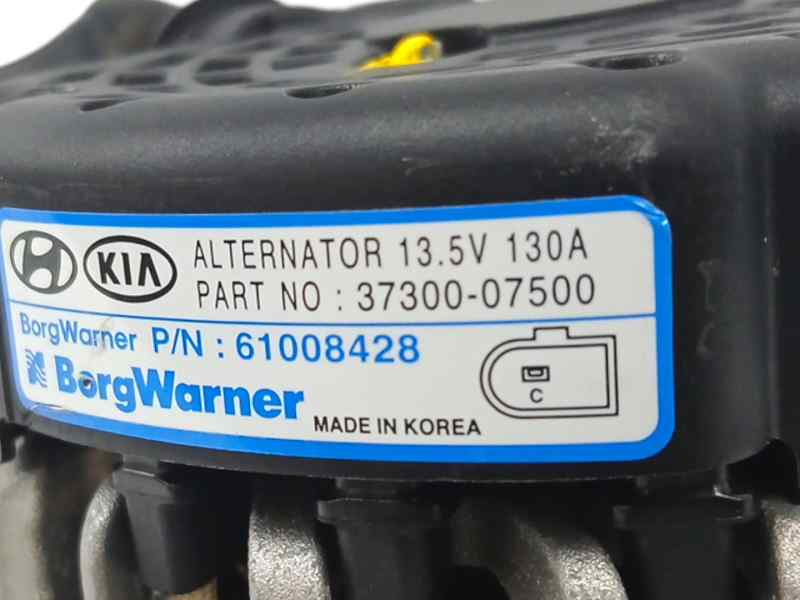 KIA ALTERNATOR 13.5V 130A
PART NO : 37300-07500
BorgWarner P/N : 61008428
BorgWarner
MADE IN KOREA
C